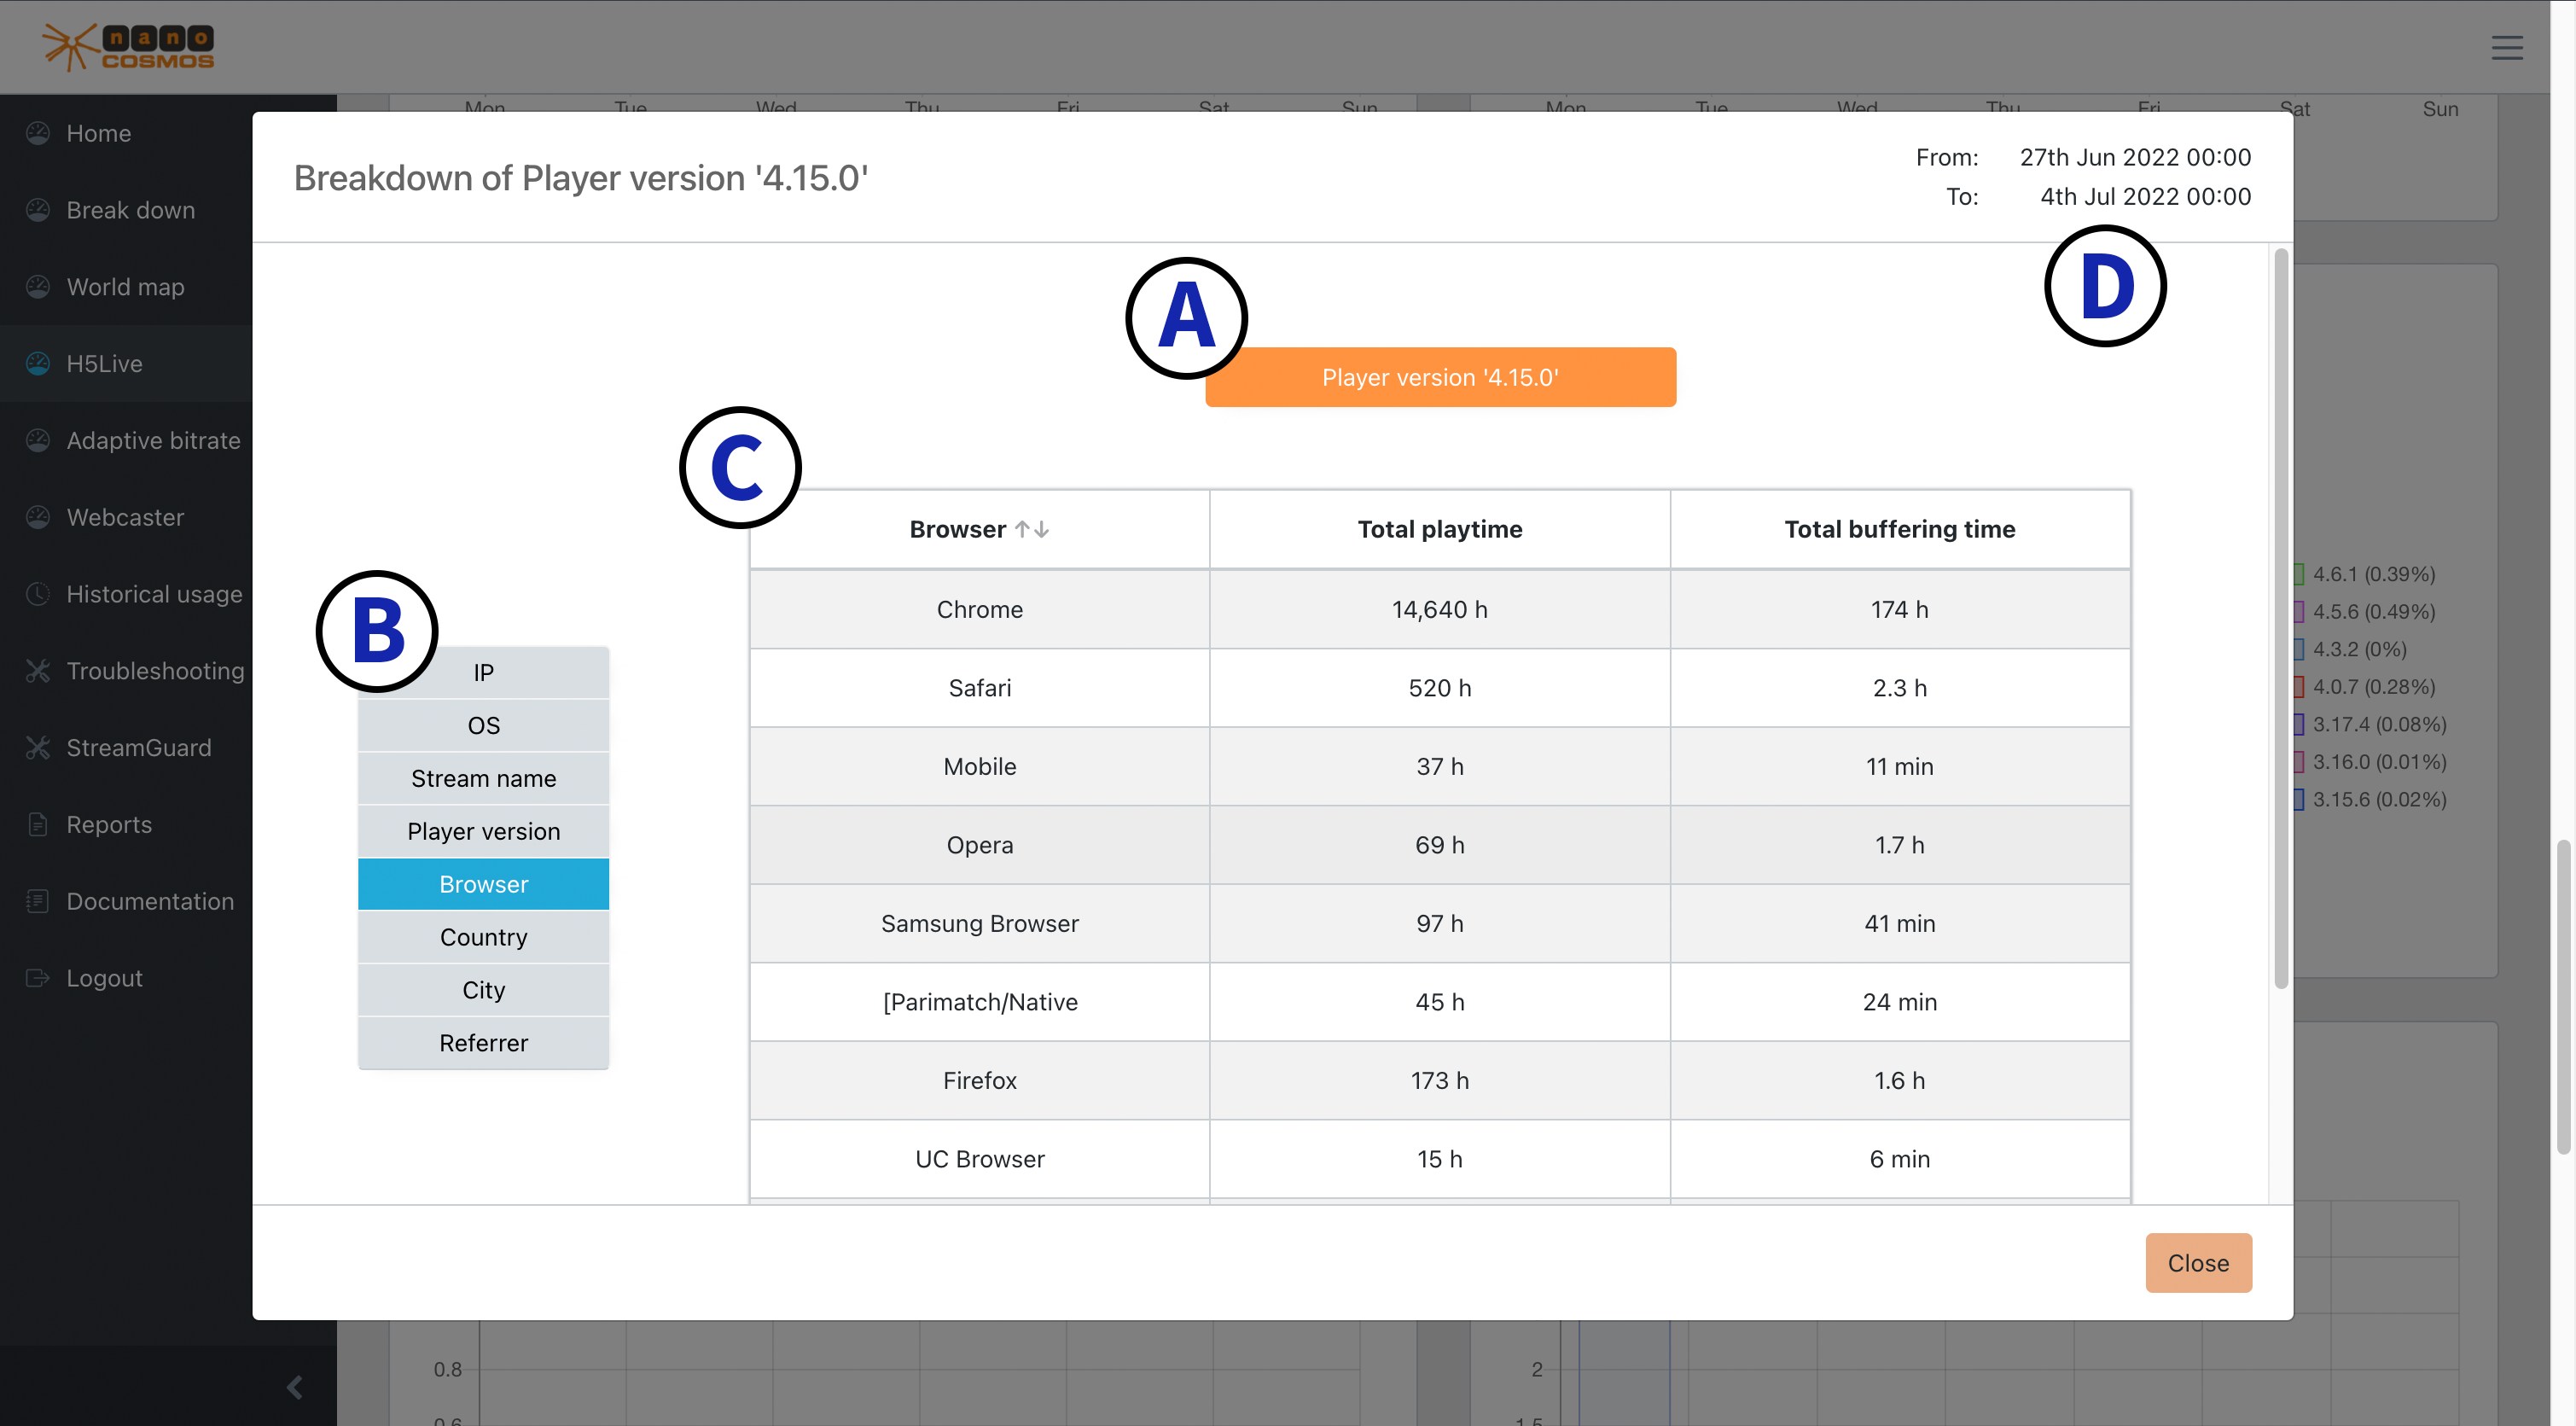 nano
COSMOS
Mon Tue Wed Thu Fri Sat Sun Mon Tue Wed Thu Fri Sat Sun
Home
Break down
World map
H5Live
Adaptive bitrate
Webcaster
Historical usage
Troubleshooting
StreamGuard
Reports
Documentation
Logout
Breakdown of Player version '4.15.0'
From: 27th Jun 2022 00:00
To: 4th Jul 2022 00:00
D
A
Player version '4.15.0'
C
B
IP
OS
Stream name
Player version
Browser
Country
City
Referrer
Browser ↑↓ Total playtime Total buffering time
Chrome 14,640 h 174 h
Safari 520 h 2.3 h
Mobile 37 h 11 min
Opera 69 h 1.7 h
Samsung Browser 97 h 41 min
[Parimatch/Native 45 h 24 min
Firefox 173 h 1.6 h
UC Browser 15 h 6 min
4.6.1 (0.39%)
4.5.6 (0.49%)
4.3.2 (0%)
4.0.7 (0.28%)
3.17.4 (0.08%)
3.16.0 (0.01%)
3.15.6 (0.02%)
Close
0.8
0.6
2
1.5